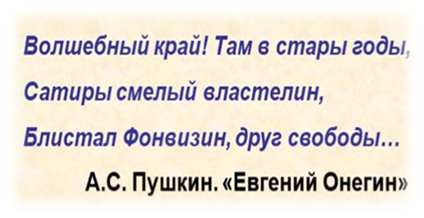 Волшебный край! Там в стары годы,
Сатиры смелый властелин,
Блистал Фонвизин, друг свободы...
А.С. Пушкин. «Евгений Онегин»